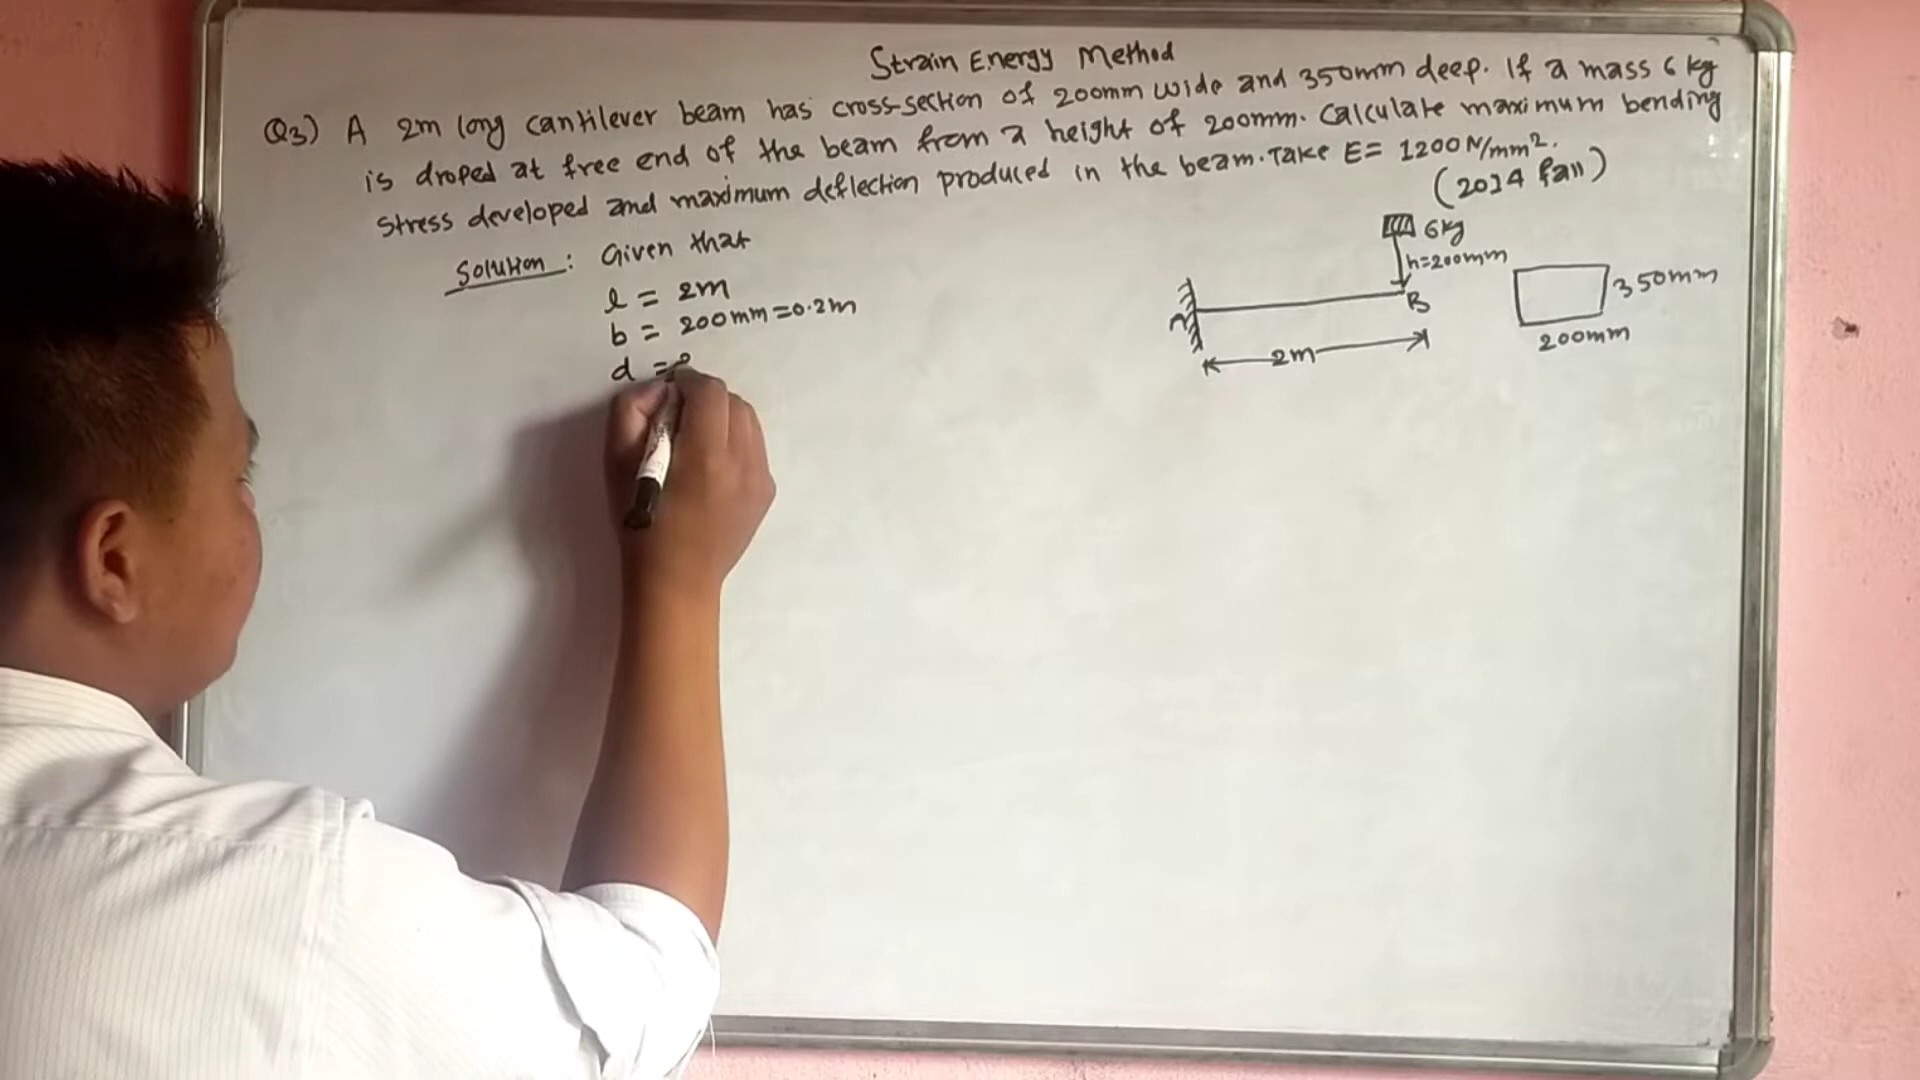 Strain Energy Method
Q3) A 2m long cantilever beam has cross-section of 200mm wide and 350mm deep. If a mass 6 kg
is droped at free end of the beam from a height of 200mm. Calculate maximum bending
stress developed and maximum deflection produced in the beam. Take E= 1200 N/mm².
(2014 fall)
Solution: Given that
l = 2m
b = 200mm = 0.2m
d =
6kg
h=200mm
B
2m
350mm
200mm